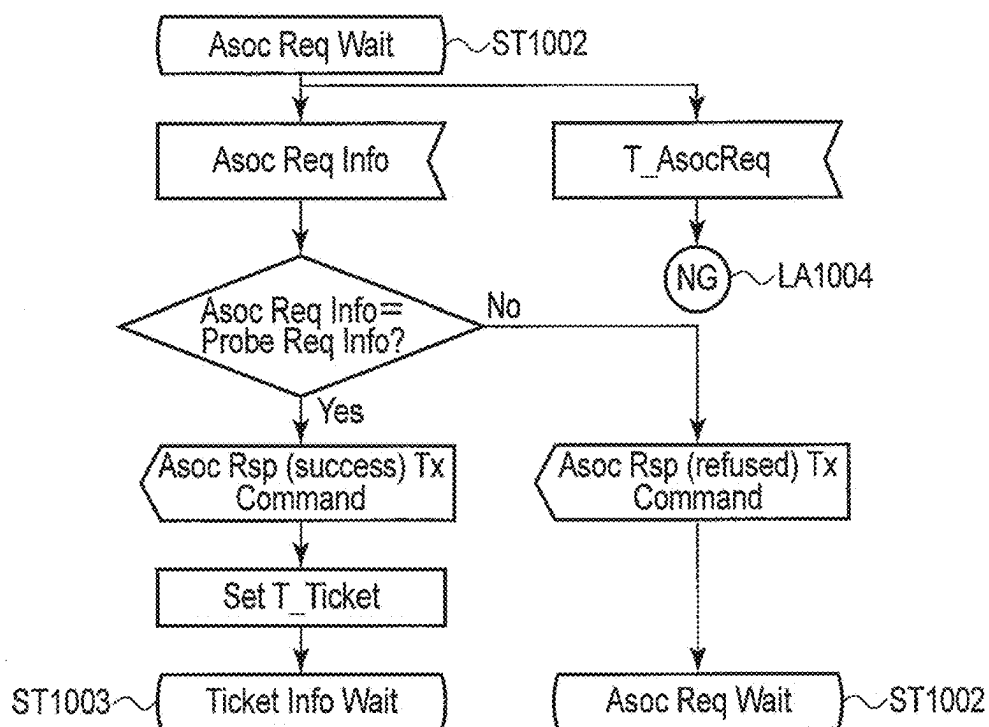 Asoc Req Wait
ST1002
Asoc Req Info
T_AsocReq
NG
LA1004
Asoc Req Info=
Probe Req Info?
No
Yes
Asoc Rsp (success) Tx
Command
Asoc Rsp (refused) Tx
Command
Set T_Ticket
ST1003
Ticket Info Wait
Asoc Req Wait
ST1002